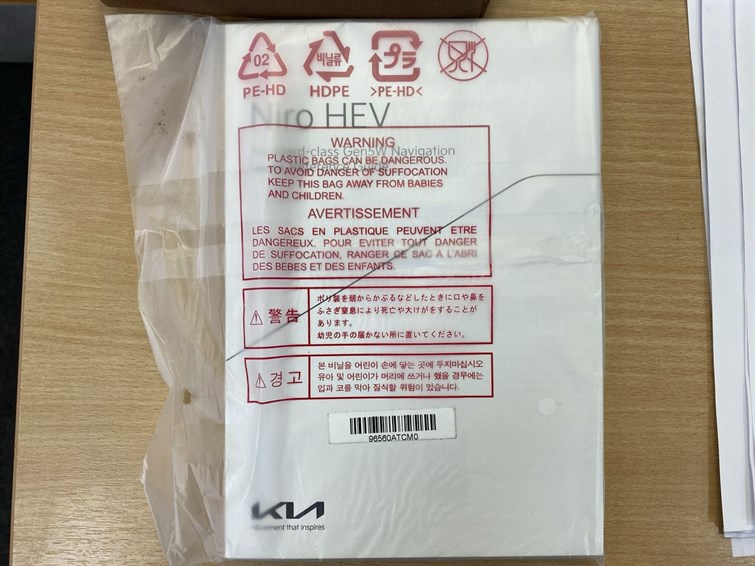 02
비닐류
プラ
PE-HD
HDPE
>PE-HD<
Niro HEV
WARNING
PLASTIC BAGS CAN BE DANGEROUS.
TO AVOID DANGER OF SUFFOCATION
KEEP THIS BAG AWAY FROM BABIES
AND CHILDREN.
Gen5W Navigation
Guide
AVERTISSEMENT
LES SACS EN PLASTIQUE PEUVENT ETRE
DANGEREUX. POUR EVITER TOUT DANGER
DE SUFFOCATION, RANGER CE SAC A L'ABRI
DES BEBES ET DES ENFANTS.
警告
ポリ袋を頭からかぶるなどしたときに口や鼻を
ふさぎ窒息により死亡や大けがをすることが
あります。
幼児の手の届かない所に置いてください。
경고
본 비닐을 어린이 손에 닿는 곳에 두지마십시오
유아 및 어린이가 머리에 쓰거나 했을 경우에는
입과 코를 막아 질식할 위험이 있습니다.
96560ATCM0
KIA
Movement that inspires